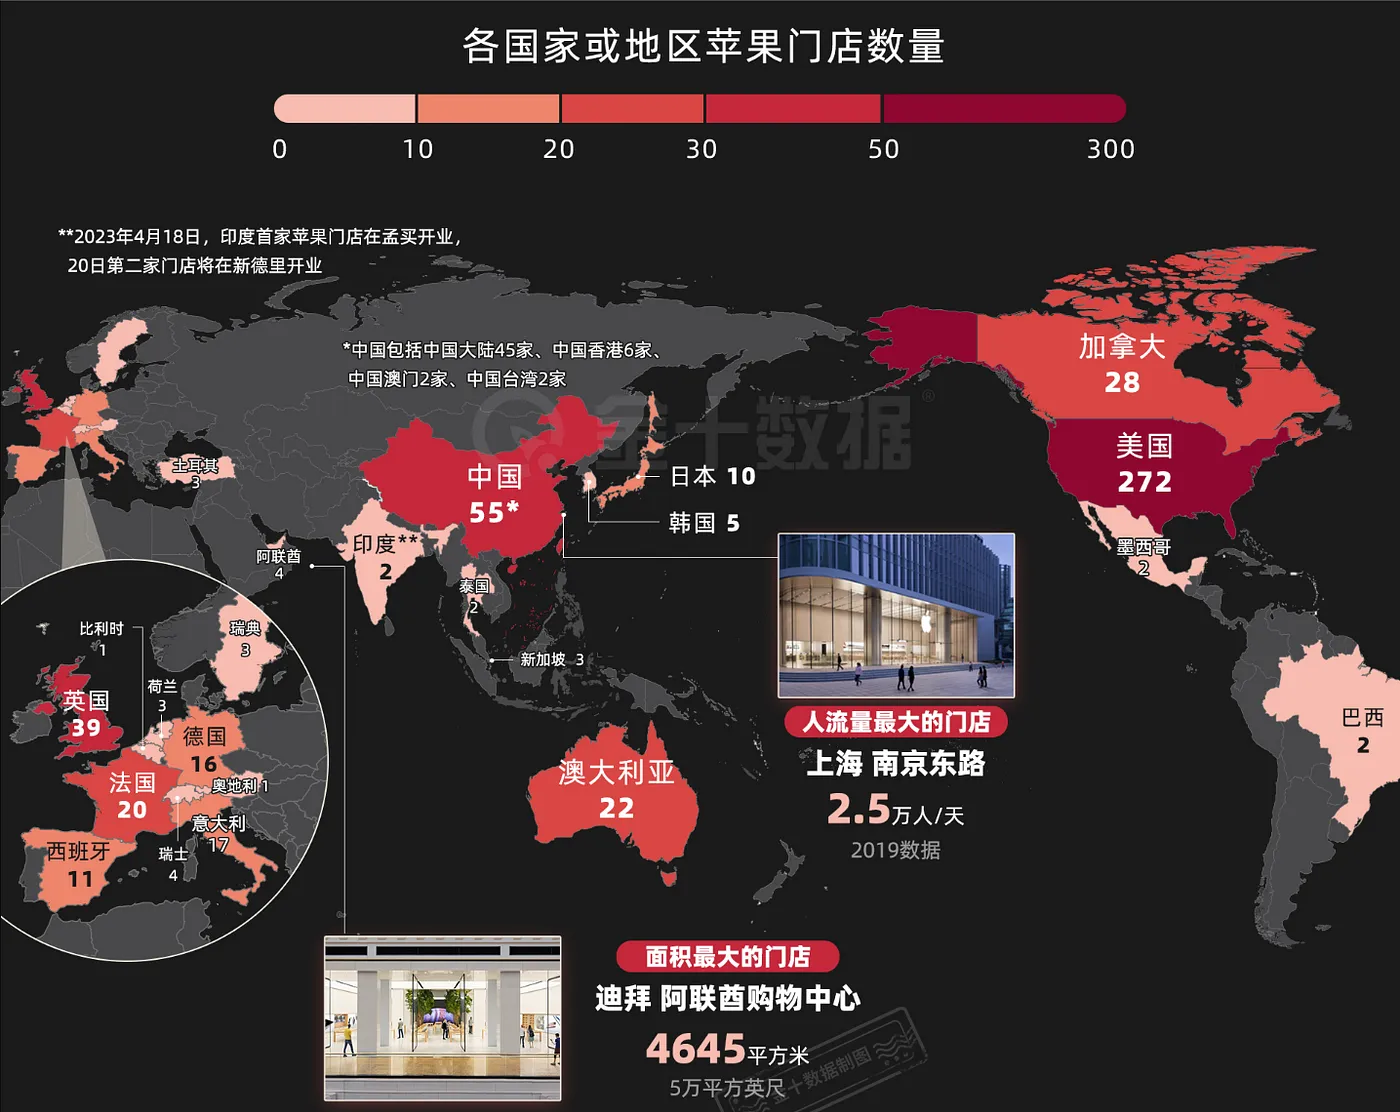 各国家或地区苹果门店数量
0 10 20 30 50 300
**2023年4月18日，印度首家苹果门店在孟买开业，
20日第二家门店将在新德里开业
*中国包括中国大陆45家、中国香港6家、
中国澳门2家、中国台湾2家
金十数据®
加拿大
28
美国
272
墨西哥
2
巴西
2
中国
55*
日本 10
韩国 5
印度**
2
土耳其
3
阿联酋
4
泰国
2
新加坡 3
澳大利亚
22
比利时
1
瑞典
3
荷兰
3
英国
39
德国
16
法国
20
奥地利1
意大利
17
瑞士
4
西班牙
11
人流量最大的门店
上海 南京东路
2.5万人/天
2019数据
面积最大的门店
迪拜 阿联酋购物中心
4645平方米
5万平方英尺
金十数据制图